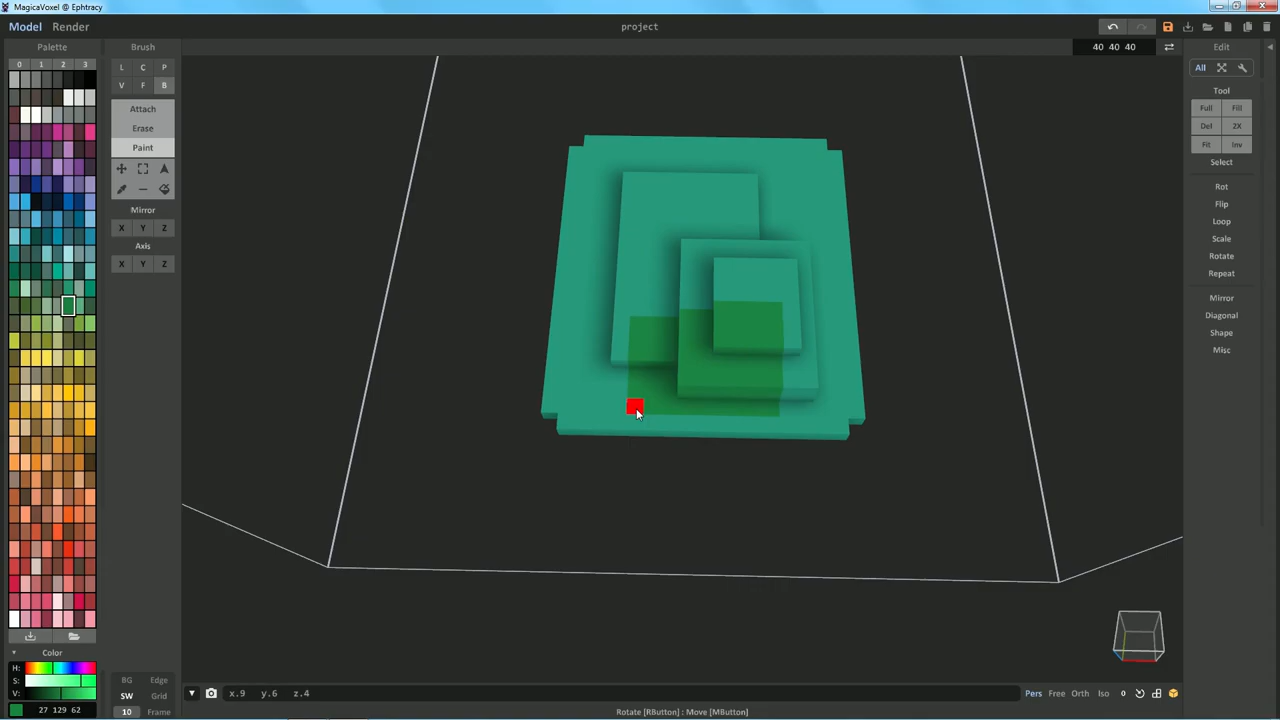 MagicaVoxel @ Ephtracy
Model Render
project
Palette
Brush
40 40 40
Edit
0 1 2 3
L C P
All
V F B
Tool
Attach
Full Fill
Erase
Del 2X
Paint
Fit Inv
Select
Rot
Mirror
Flip
X Y Z
Loop
Axis
Scale
X Y Z
Rotate
Repeat
Mirror
Diagonal
Shape
Misc
Color
H:
S:
BG Edge
V:
SW Grid
x.9 y.6 z.4
Pers Free Orth Iso 0
27 129 62
10 Frame
Rotate [RButton] : Move [MButton]